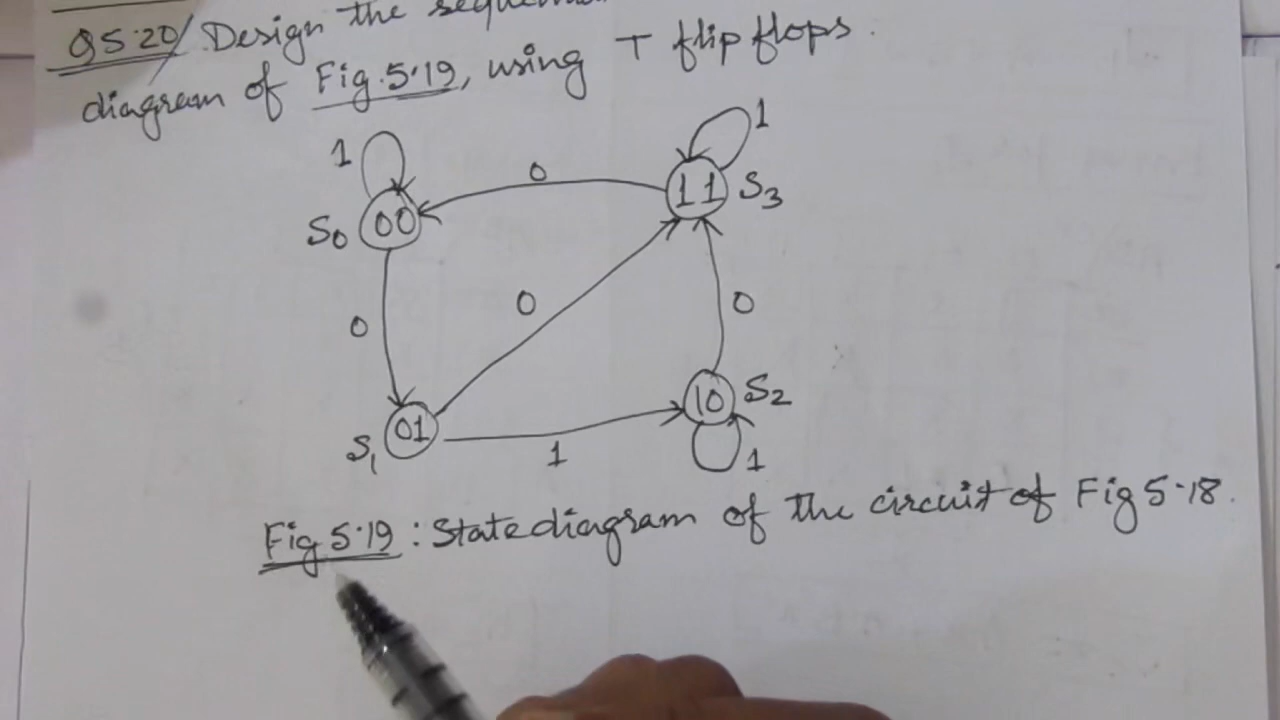 Q5.20/ Design the
diagram of Fig.5.19, using T flip flops.
1
1
0
S0 00
11 S3
0
0
0
S1 01
10 S2
1
1
Fig 5.19 : State diagram of the circuit of Fig 5.18.